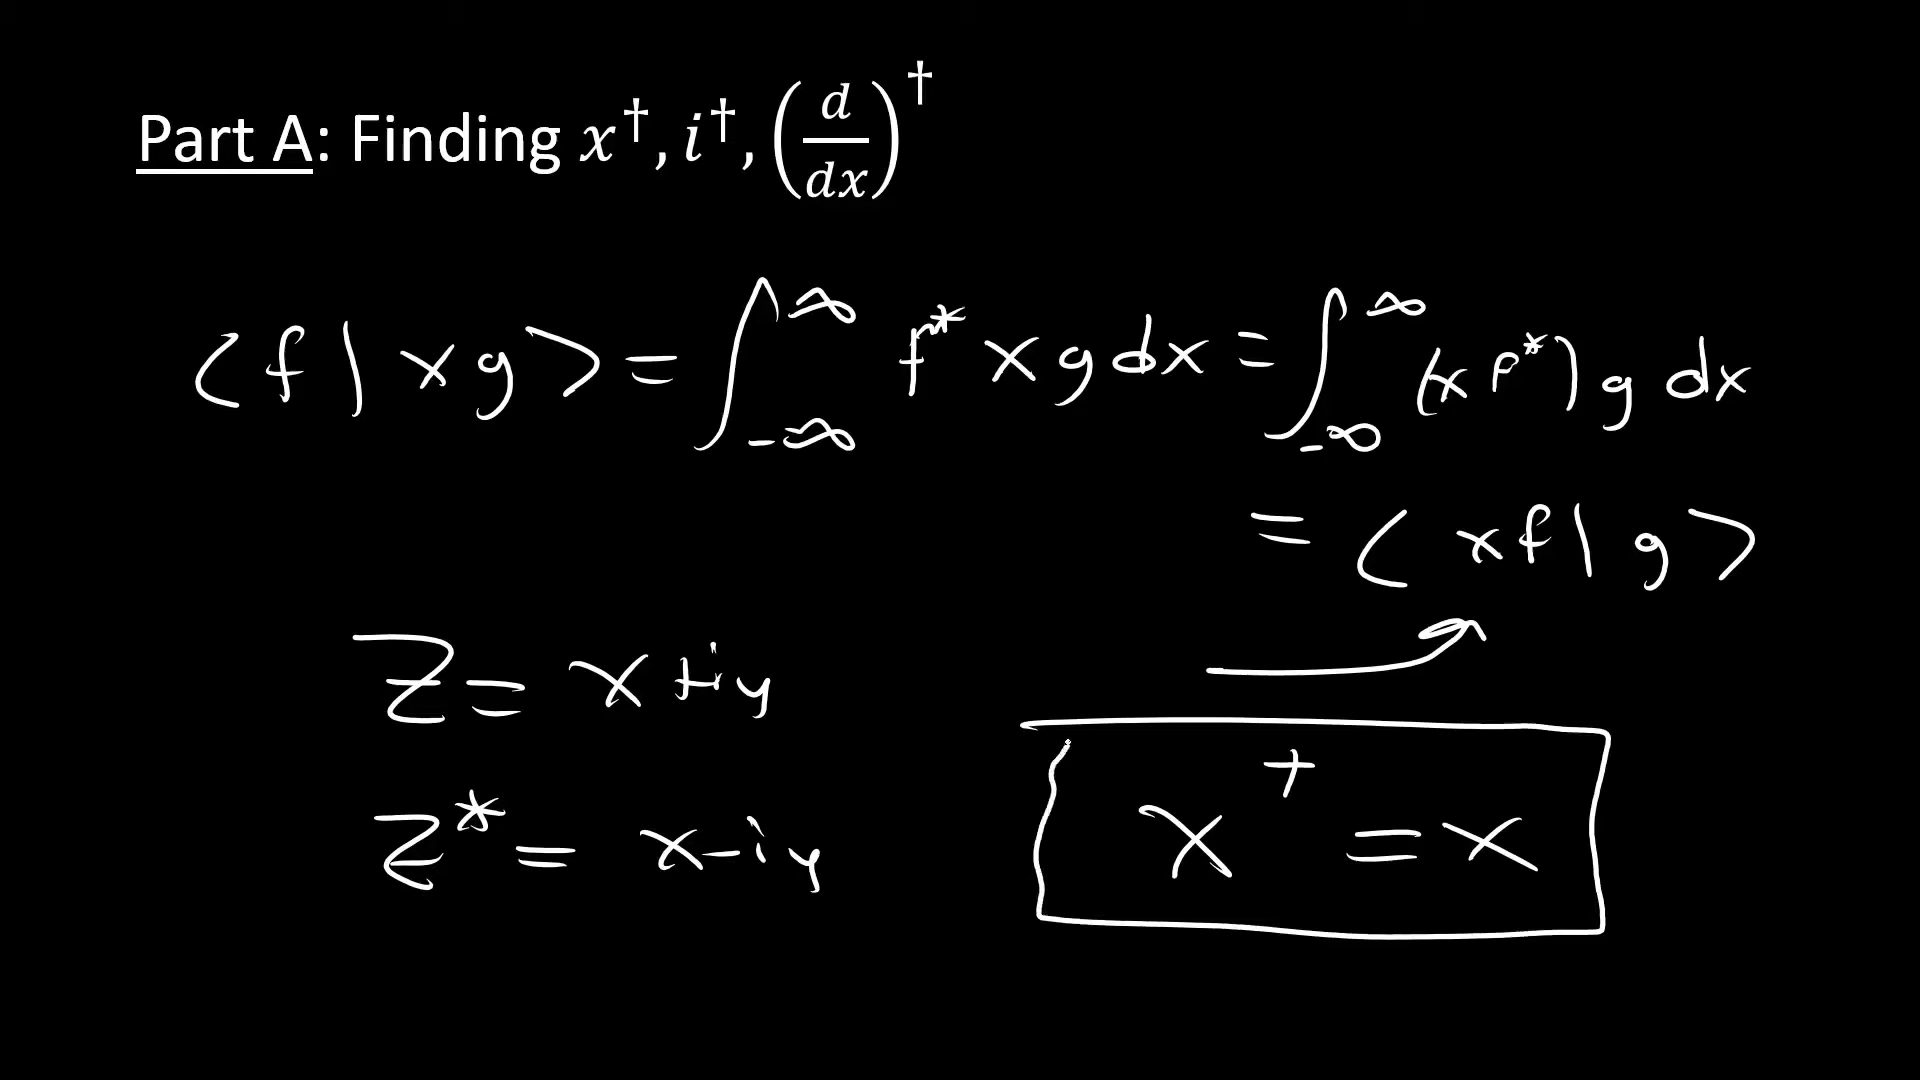 Part A: Finding x†, i†, (d/dx)†
⟨f|xg⟩ = ∫_{-∞}^{∞} f* x g dx = ∫_{-∞}^{∞} (x f*) g dx
= ⟨xf|g⟩
Z = x + iy
Z* = x - iy
x† = x